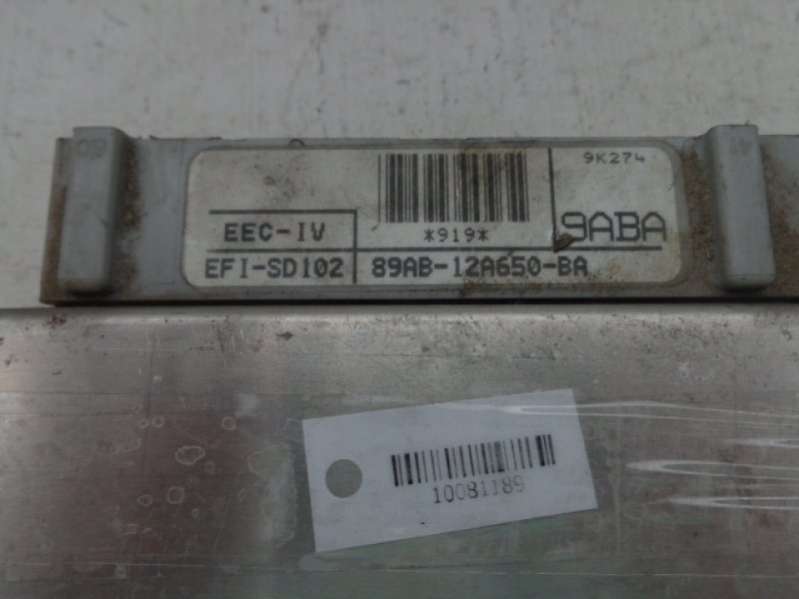 9K274
EEC-IV
*919*
9ABA
EFI-SD102
89AB-12A650-BA
10081189